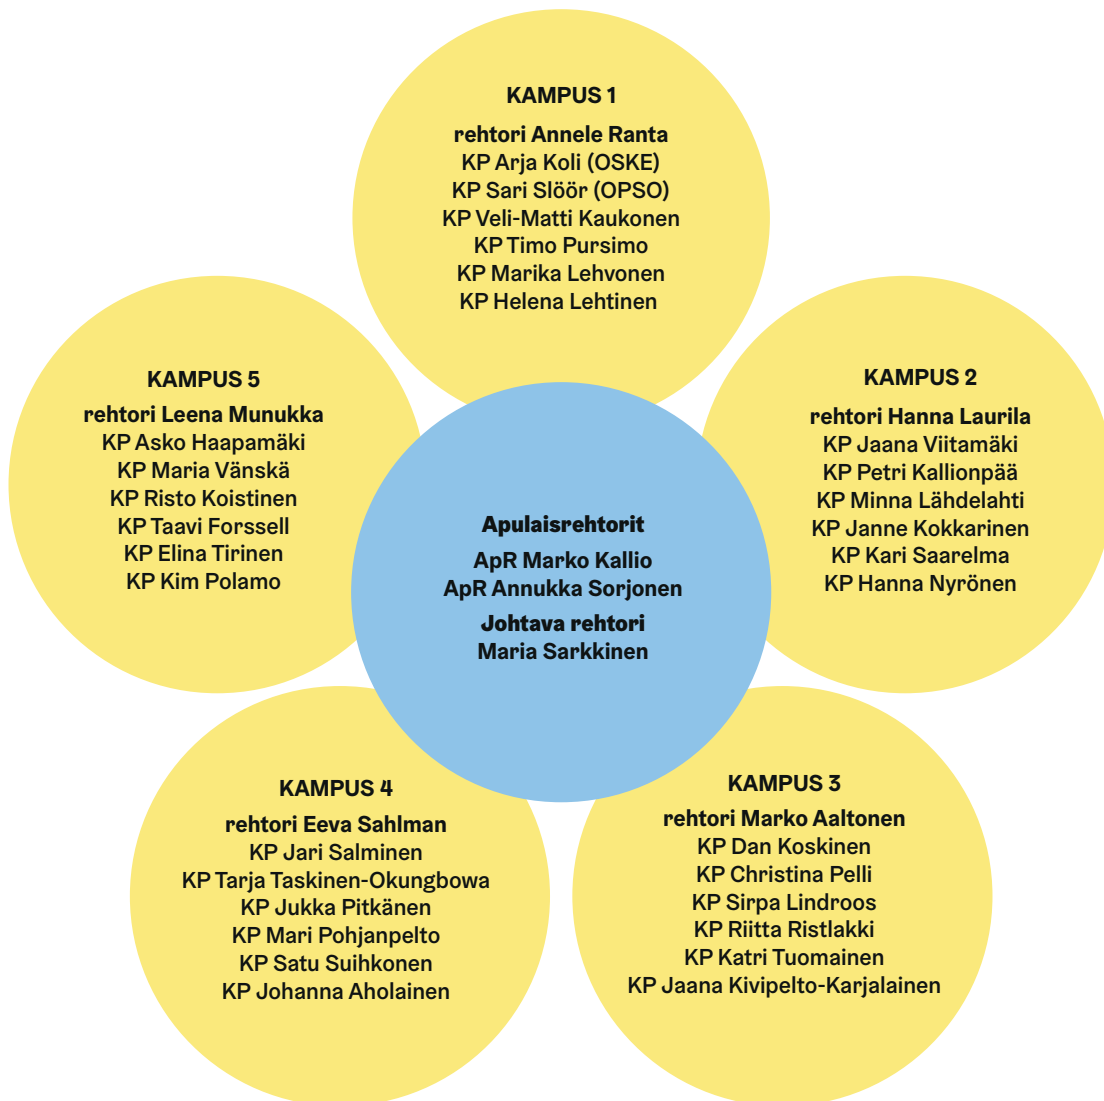 KAMPUS 1
rehtori Annele Ranta
KP Arja Koli (OSKE)
KP Sari Slöör (OPSO)
KP Veli-Matti Kaukonen
KP Timo Pursimo
KP Marika Lehvonen
KP Helena Lehtinen
KAMPUS 2
rehtori Hanna Laurila
KP Jaana Viitamäki
KP Petri Kallionpää
KP Minna Lähdelahti
KP Janne Kokkarinen
KP Kari Saarelma
KP Hanna Nyrönen
KAMPUS 3
rehtori Marko Aaltonen
KP Dan Koskinen
KP Christina Pelli
KP Sirpa Lindroos
KP Riitta Ristlakki
KP Katri Tuomainen
KP Jaana Kivipelto-Karjalainen
KAMPUS 4
rehtori Eeva Sahlman
KP Jari Salminen
KP Tarja Taskinen-Okungbowa
KP Jukka Pitkänen
KP Mari Pohjanpelto
KP Satu Suihkonen
KP Johanna Aholainen
KAMPUS 5
rehtori Leena Munukka
KP Asko Haapamäki
KP Maria Vänskä
KP Risto Koistinen
KP Taavi Forssell
KP Elina Tirinen
KP Kim Polamo
Apulaisrehtorit
ApR Marko Kallio
ApR Annukka Sorjonen
Johtava rehtori
Maria Sarkkinen